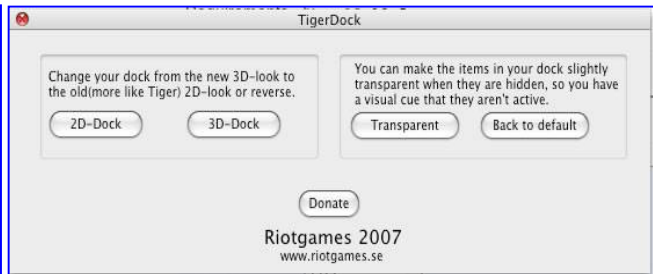 TigerDock
Change your dock from the new 3D-look to
the old(more like Tiger) 2D-look or reverse.
2D-Dock
3D-Dock
You can make the items in your dock slightly
transparent when they are hidden, so you have
a visual cue that they aren't active.
Transparent
Back to default
Donate
Riotgames 2007
www.riotgames.se